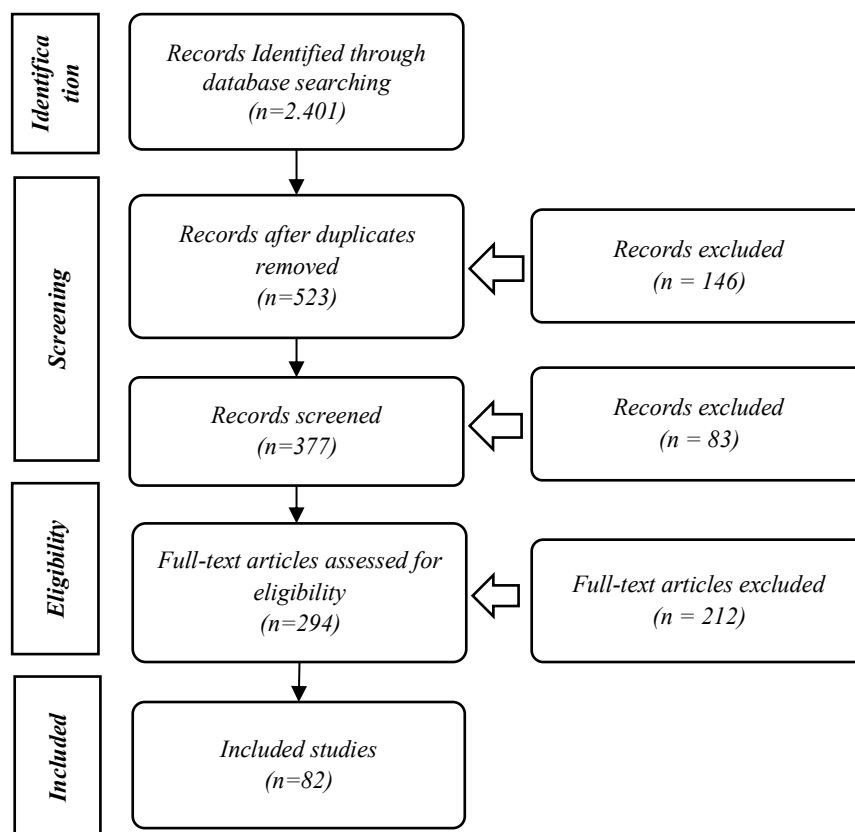 Identifica
tion
Records Identified through
database searching
(n=2.401)
Screening
Records after duplicates
removed
(n=523)
Records excluded
(n = 146)
Records screened
(n=377)
Records excluded
(n = 83)
Eligibility
Full-text articles assessed for
eligibility
(n=294)
Full-text articles excluded
(n = 212)
Included
Included studies
(n=82)